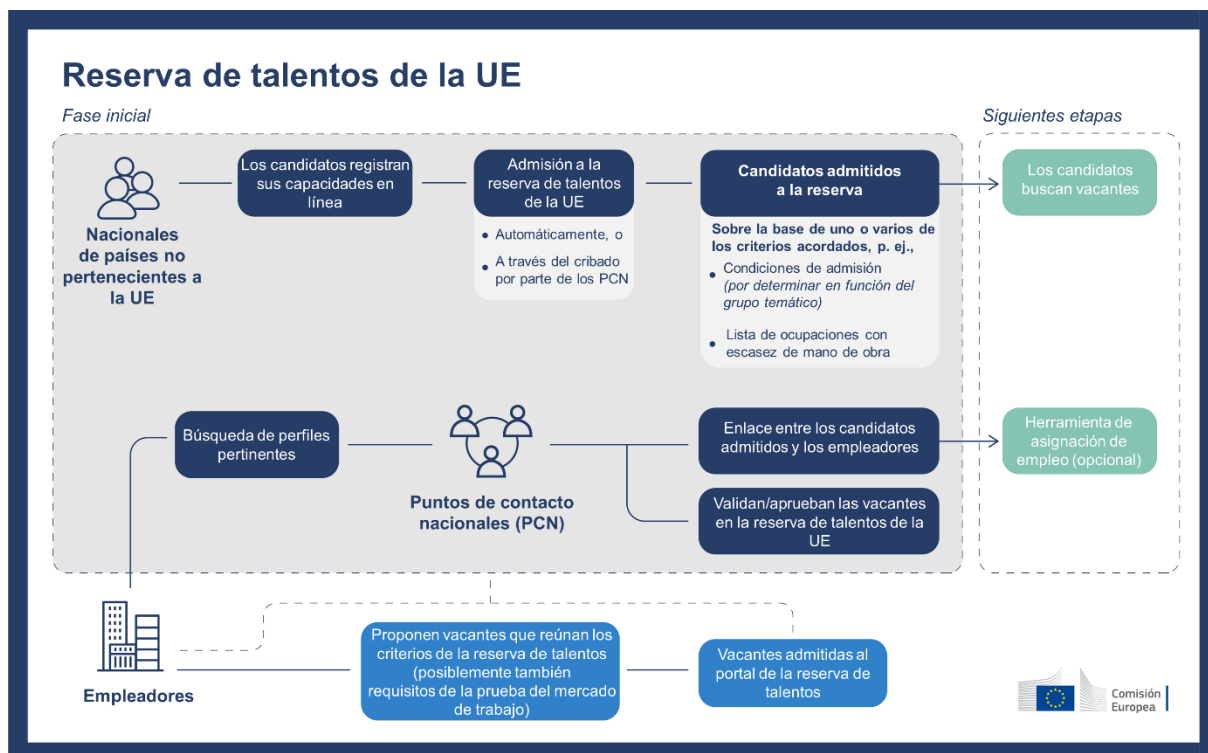 Reserva de talentos de la UE
Fase inicial
Siguientes etapas
Nacionales
de países no
pertenecientes a
la UE
Los candidatos registran
sus capacidades en
línea
Admisión a la
reserva de talentos
de la UE
• Automáticamente, o
• A través del cribado
por parte de los PCN
Candidatos admitidos
a la reserva
Sobre la base de uno o varios de
los criterios acordados, p. ej.,
• Condiciones de admisión
(por determinar en función del
grupo temático)
• Lista de ocupaciones con
escasez de mano de obra
Los candidatos
buscan vacantes
Búsqueda de perfiles
pertinentes
Puntos de contacto
nacionales (PCN)
Enlace entre los candidatos
admitidos y los empleadores
Validan/aprueban las vacantes
en la reserva de talentos de la
UE
Herramienta de
asignación de
empleo (opcional)
Empleadores
Proponen vacantes que reúnan los
criterios de la reserva de talentos
(posiblemente también
requisitos de la prueba del mercado
de trabajo)
Vacantes admitidas al
portal de la reserva de
talentos
Comisión
Europea